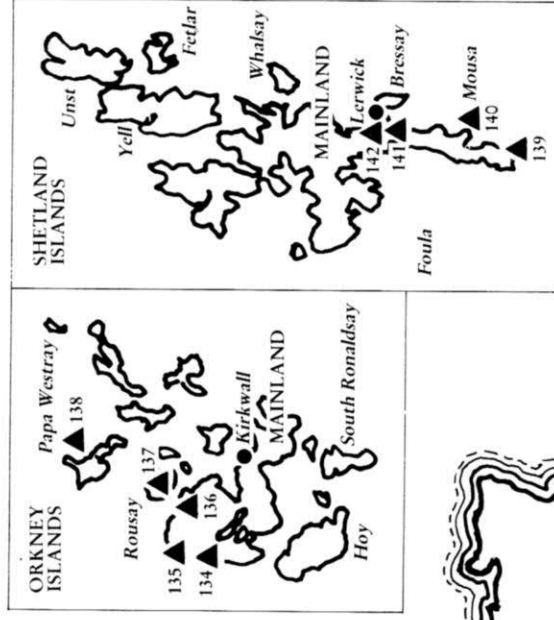 ORKNEY
ISLANDS
Papa Westray
138
Rousay
137
135
136
134
Kirkwall
MAINLAND
Hoy
South Ronaldsay
SHETLAND
ISLANDS
Unst
Fetlar
Yell
Whalsay
MAINLAND
Lerwick
142
141
Bressay
Mousa
140
Foula
139